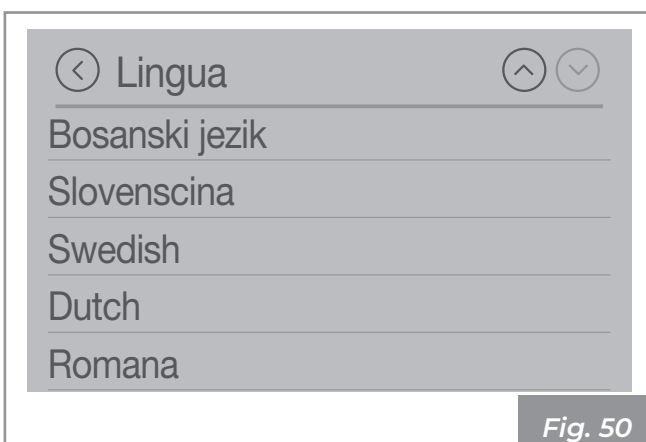 Lingua
Bosanski jezik
Slovenscina
Swedish
Dutch
Romana
Fig. 50